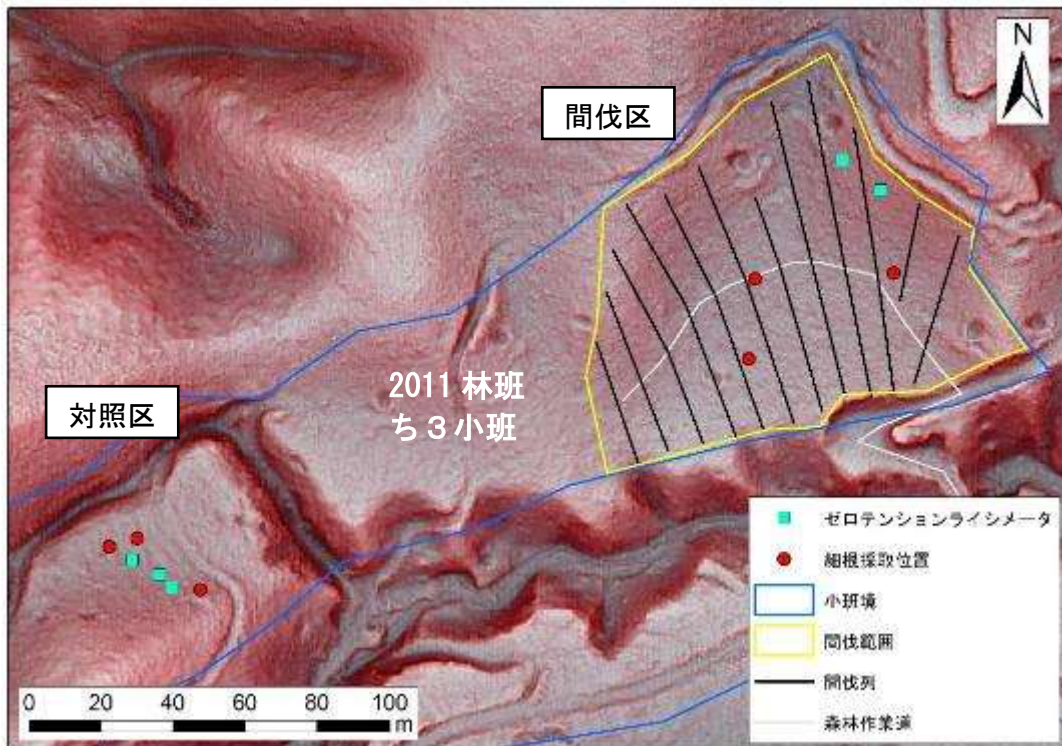 N
間伐区
2011 林班
ち3小班
対照区
ゼロテンションライシメータ
細根採取位置
小班境
間伐範囲
間伐列
森林作業道
0 20 40 60 80 100
m